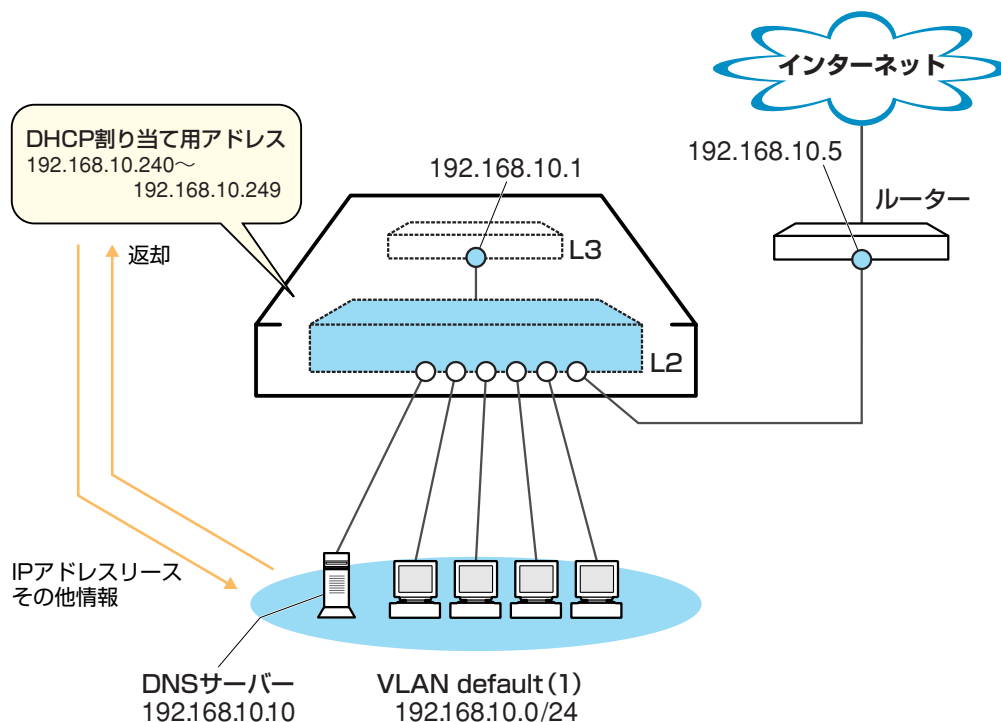 インターネット
DHCP割り当て用アドレス
192.168.10.240～
192.168.10.249
192.168.10.1
192.168.10.5
ルーター
返却
L3
L2
IPアドレスリース
その他情報
DNSサーバー
192.168.10.10
VLAN default(1)
192.168.10.0/24